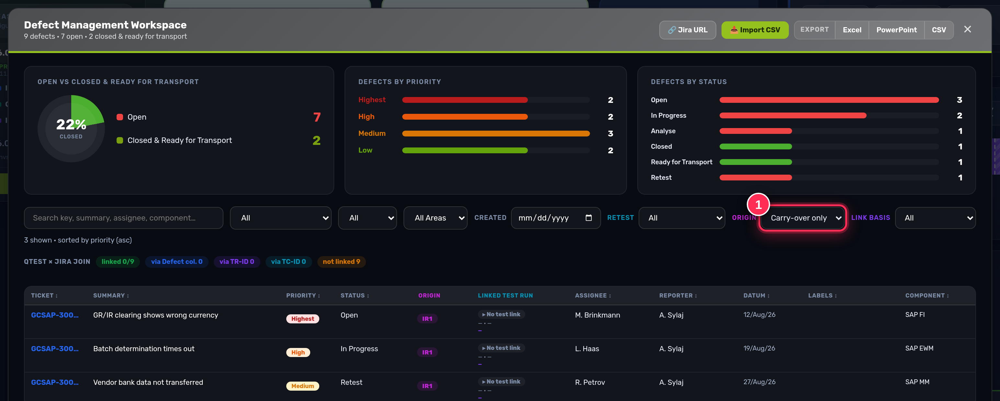 Defect Management Workspace
9 defects • 7 open • 2 closed & ready for transport
🔗 Jira URL
📥 Import CSV
EXPORT Excel PowerPoint CSV
×
OPEN VS CLOSED & READY FOR TRANSPORT
22%
CLOSED
Open 7
Closed & Ready for Transport 2
DEFECTS BY PRIORITY
Highest 2
High 2
Medium 3
Low 2
DEFECTS BY STATUS
Open 3
In Progress 2
Analyse 1
Closed 1
Ready for Transport 1
Retest 1
1
Search key, summary, assignee, component... All All All Areas CREATED mm/dd/yyyy RETEST All ORIGIN Carry-over only LINK BASIS All
3 shown • sorted by priority (asc)
QTEST × JIRA JOIN linked 0/9 via Defect col. 0 via TR-ID 0 via TC-ID 0 not linked 9
TICKET ↕ SUMMARY ↕ PRIORITY ↕ STATUS ↕ ORIGIN LINKED TEST RUN ASSIGNEE ↕ REPORTER ↕ DATUM ↕ LABELS ↕ COMPONENT ↕
GCSAP-300... GR/IR clearing shows wrong currency Highest Open IR1 ▸ No test link M. Brinkmann A. Sylaj 12/Aug/26 SAP FI
– • –
–
GCSAP-300... Batch determination times out High In Progress IR1 ▸ No test link L. Haas A. Sylaj 19/Aug/26 SAP EWM
– • –
–
GCSAP-300... Vendor bank data not transferred Medium Retest IR1 ▸ No test link R. Petrov A. Sylaj 27/Aug/26 SAP MM
– • –
–